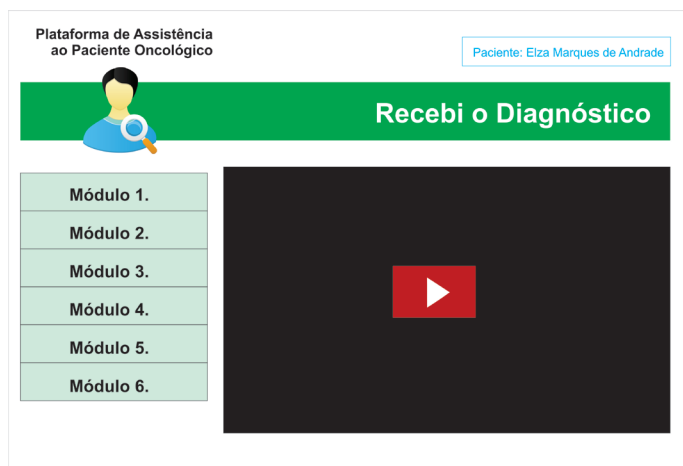 Plataforma de Assistência
ao Paciente Oncológico
Paciente: Elza Marques de Andrade
Recebi o Diagnóstico
Módulo 1.
Módulo 2.
Módulo 3.
Módulo 4.
Módulo 5.
Módulo 6.